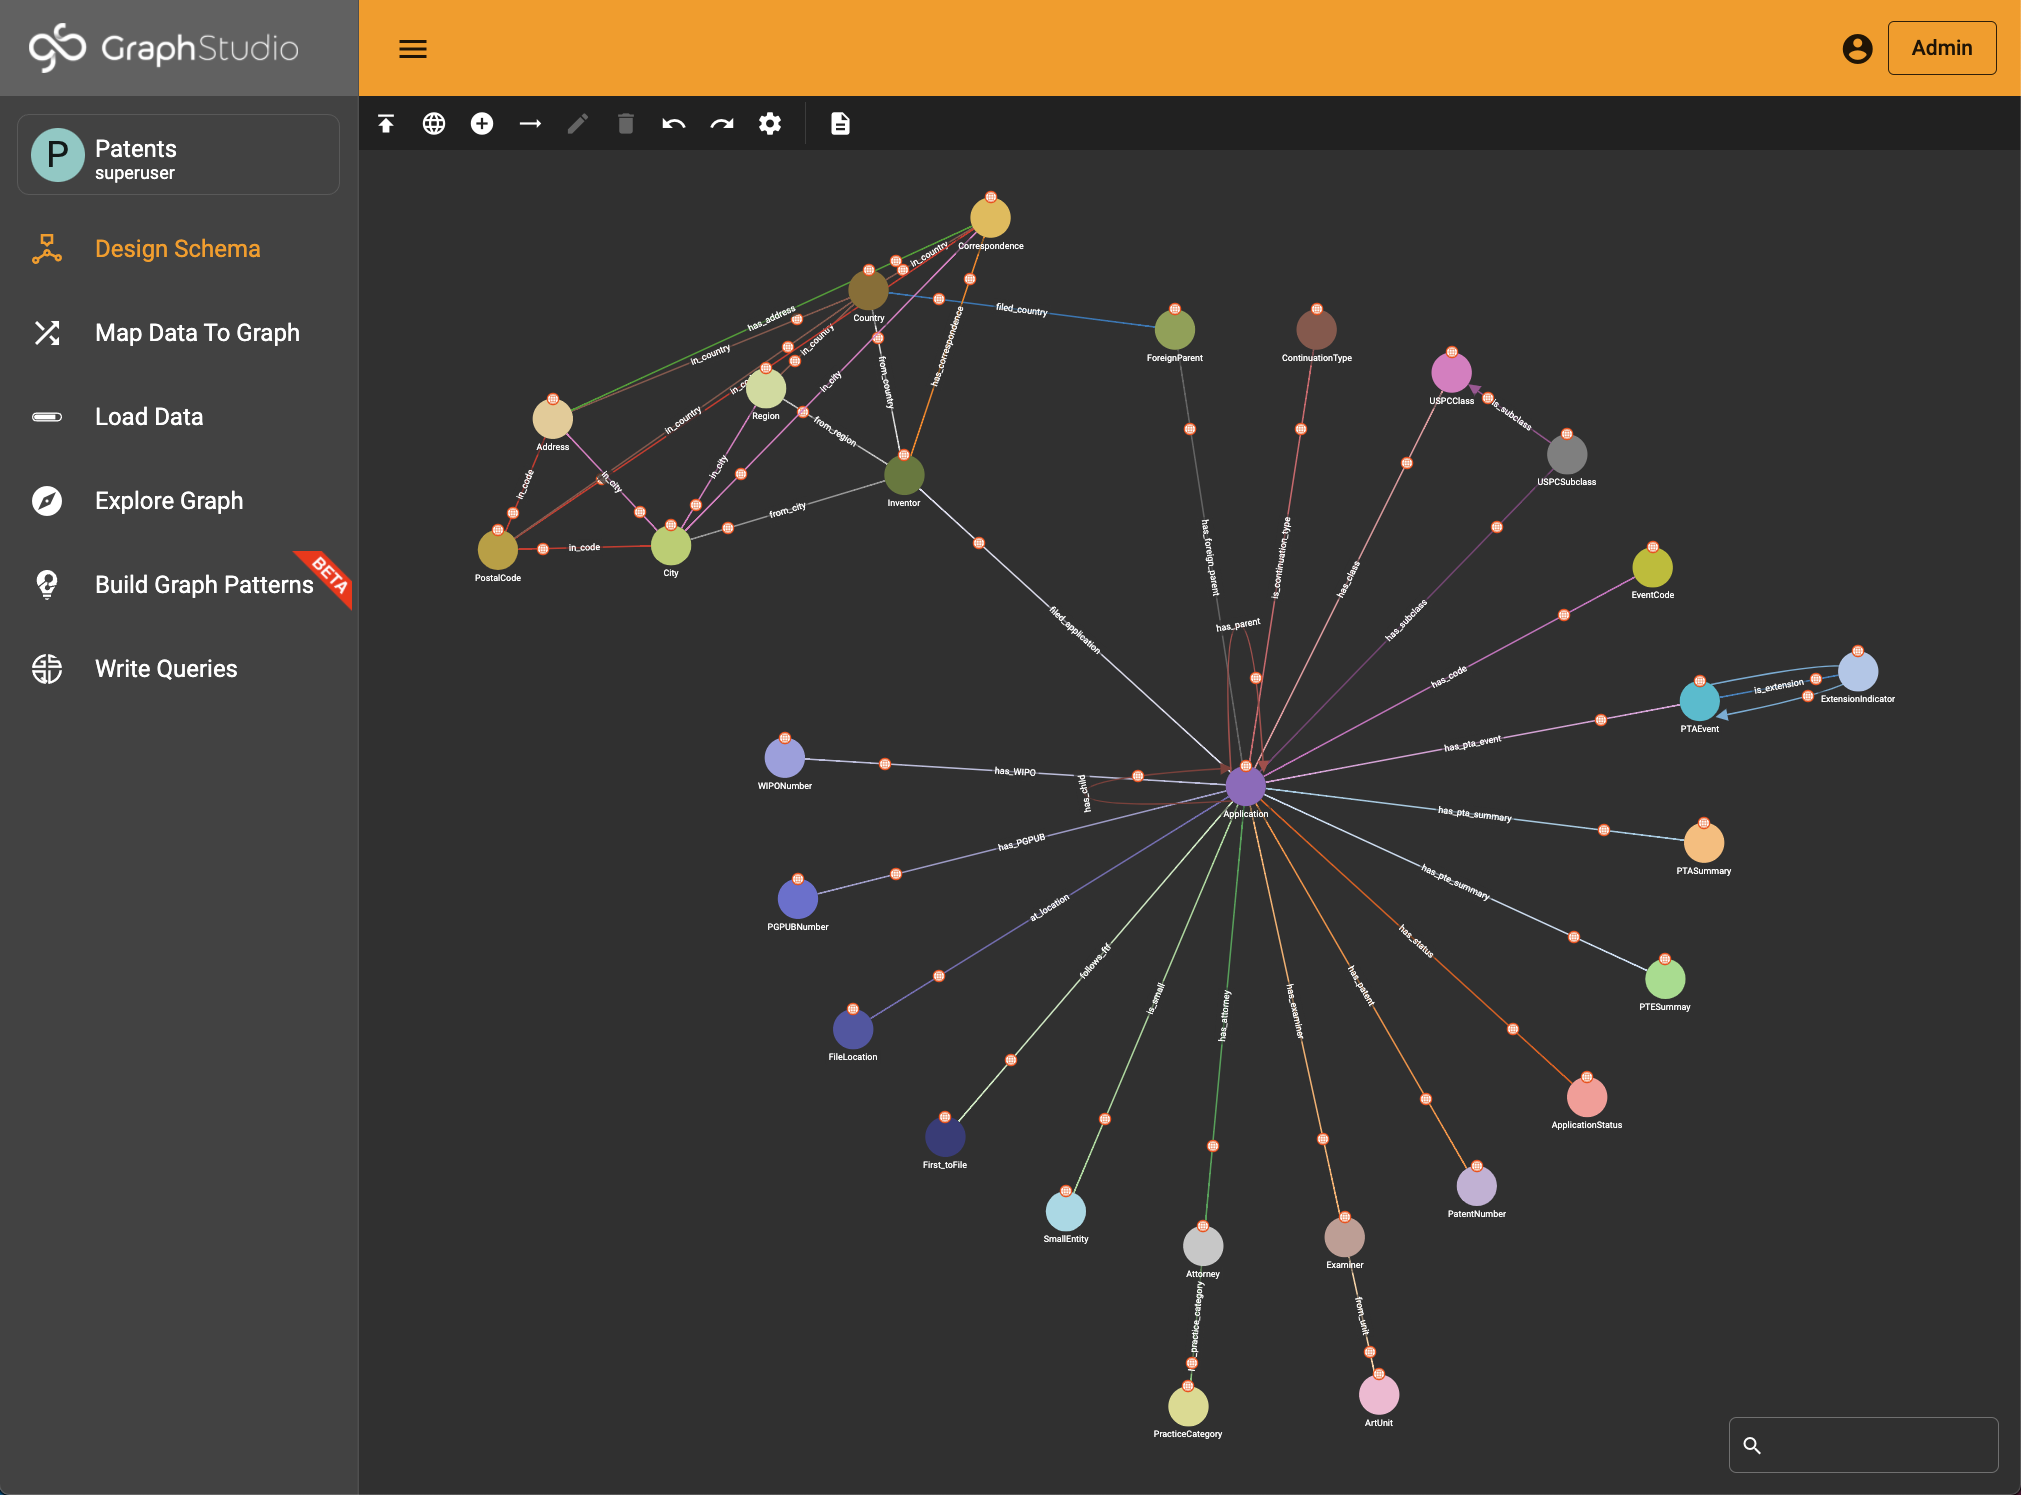 GraphStudio
Admin
P
Patents
superuser
Design Schema
Map Data To Graph
Load Data
Explore Graph
Build Graph Patterns
BETA
Write Queries
Correspondence
in_country
Country
has_address
filed_country
in_country
in_country
has_correspondence
from_country
ForeignParent
ContinuationType
in_city
Region
USPCClass
is_subclass
Address
in_country
from_region
in_city
USPCSubclass
in_code
in_city
Inventor
from_city
in_code
PostalCode
City
has_foreign_parent
is_continuation_type
has_class
EventCode
filed_application
has_parent
has_subclass
has_code
is_extension
ExtensionIndicator
PTAEvent
has_pta_event
has_WIPO
WIPONumber
has_child
Application
has_pta_summary
has_PGPUB
PTASummary
has_pte_summary
PGPUBNumber
at_location
has_status
follows_ftf
has_patent
is_small
has_attorney
has_examiner
PTESummay
FileLocation
ApplicationStatus
First_toFile
PatentNumber
SmallEntity
Attorney
Examiner
_practice_category
from_unit
ArtUnit
PracticeCategory